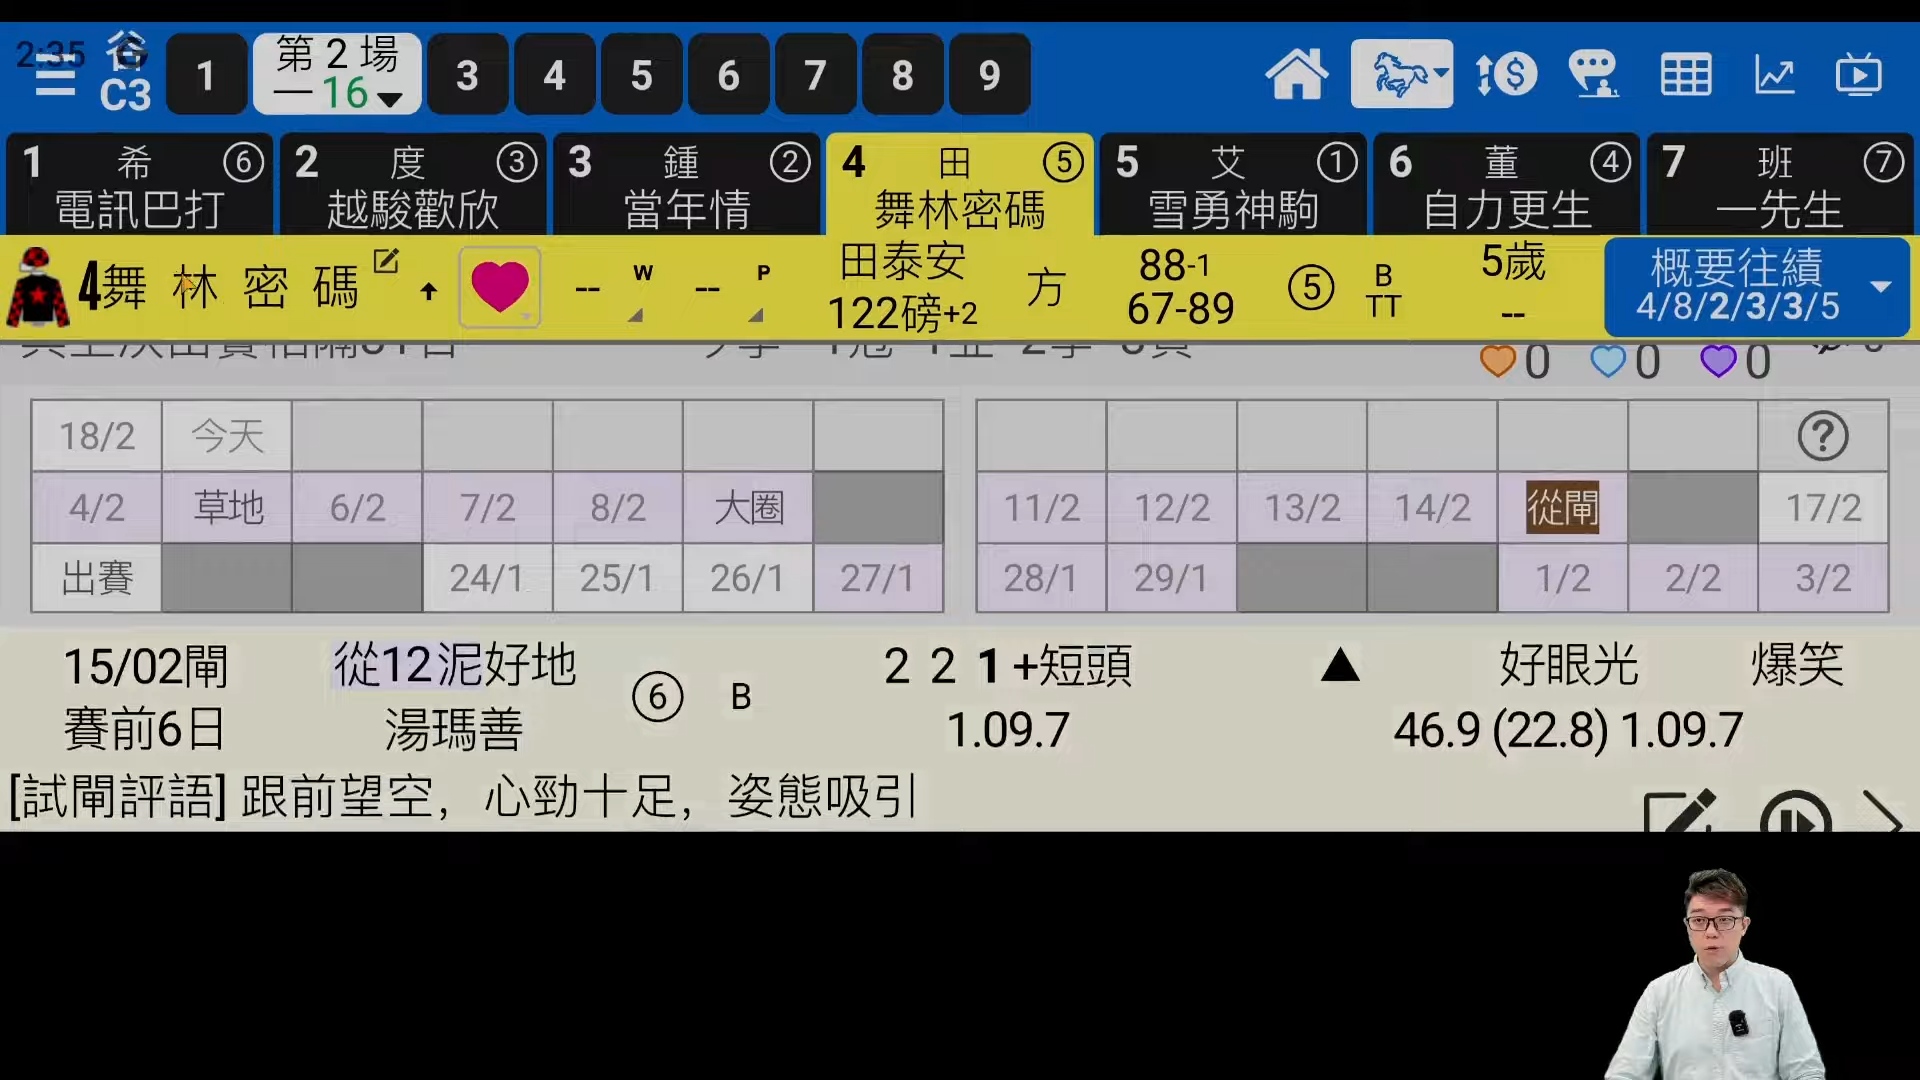 2:35
谷
C3
1
第 2 場
一 16
3
4
5
6
7
8
9
1 希 ⑥
電訊巴打
2 度 ③
越駿歡欣
3 鍾 ②
當年情
4 田 ⑤
舞林密碼
5 艾 ①
雪勇神駒
6 董 ④
自力更生
7 班 ⑦
一先生
4舞林密碼
-- W
-- P
田泰安
122磅+2
方
88-1
67-89
⑤
B
TT
5歲
--
概要往績
4/8/2/3/3/5
0 0 0
18/2 今天
4/2 草地 6/2 7/2 8/2 大圈 11/2 12/2 13/2 14/2 從閘 17/2
出賽 24/1 25/1 26/1 27/1 28/1 29/1 1/2 2/2 3/2
15/02閘 從12泥好地 ⑥ B 2 2 1 +短頭 ▲ 好眼光 爆笑
賽前6日 湯瑪善 1.09.7 46.9 (22.8) 1.09.7
[試閘評語] 跟前望空，心勁十足，姿態吸引